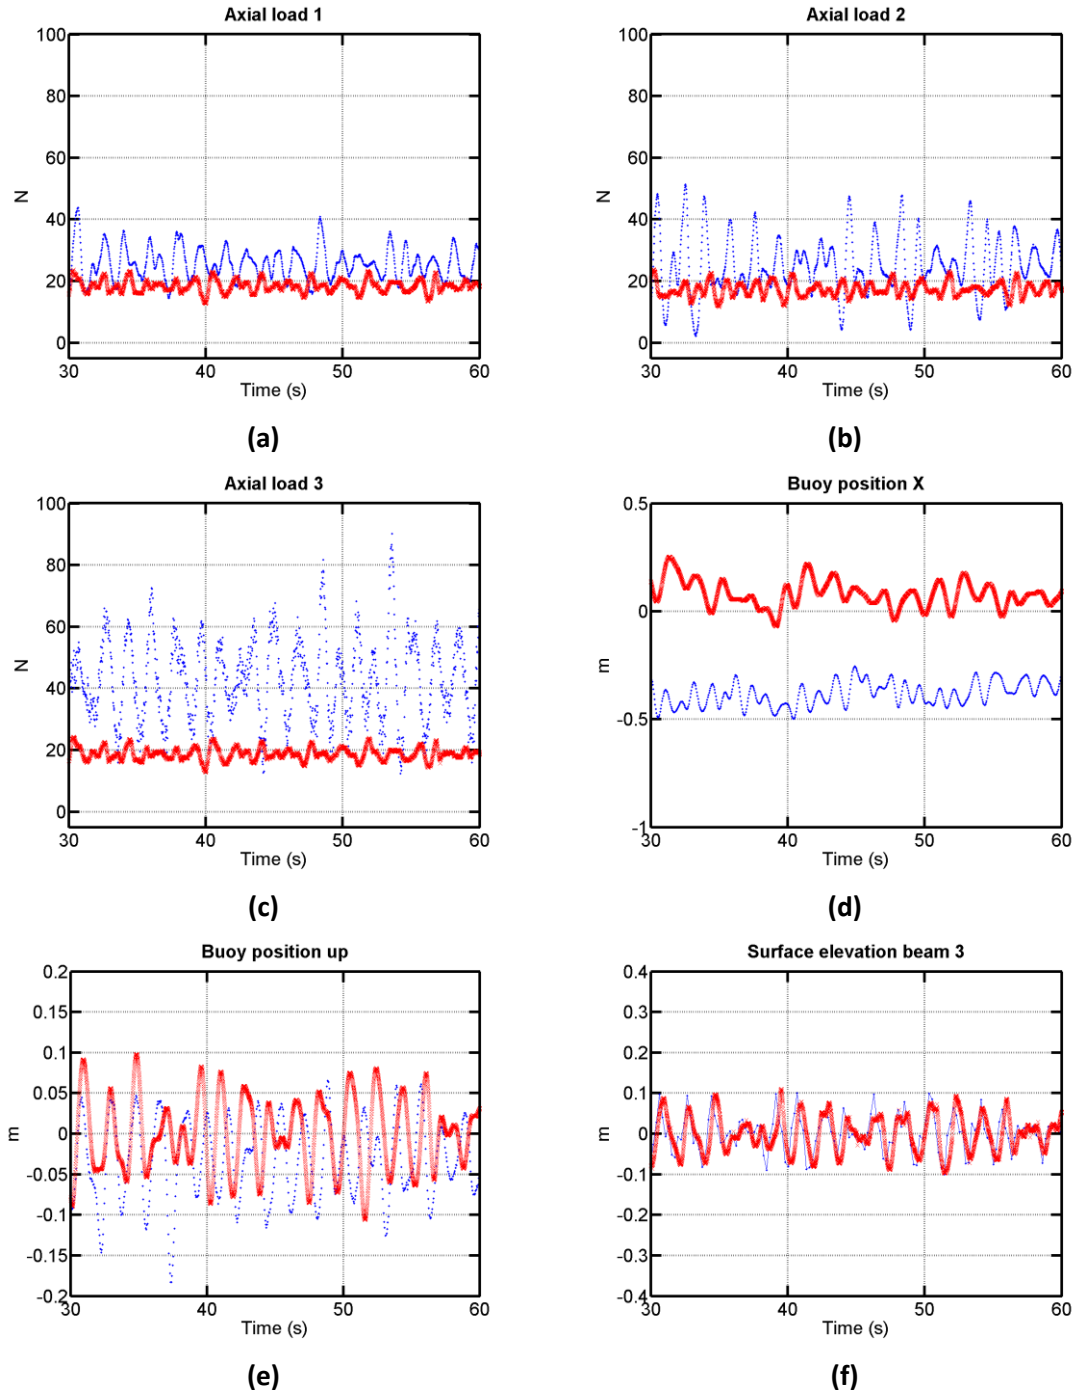 Axial load 1
100
80
60
40
20
0
N
30 40 50 60
Time (s)
(a)
Axial load 2
100
80
60
40
20
0
N
30 40 50 60
Time (s)
(b)
Axial load 3
100
80
60
40
20
0
N
30 40 50 60
Time (s)
(c)
Buoy position X
0.5
0
-0.5
-1
m
30 40 50 60
Time (s)
(d)
Buoy position up
0.2
0.15
0.1
0.05
0
-0.05
-0.1
-0.15
-0.2
m
30 40 50 60
Time (s)
(e)
Surface elevation beam 3
0.4
0.3
0.2
0.1
0
-0.1
-0.2
-0.3
-0.4
m
30 40 50 60
Time (s)
(f)